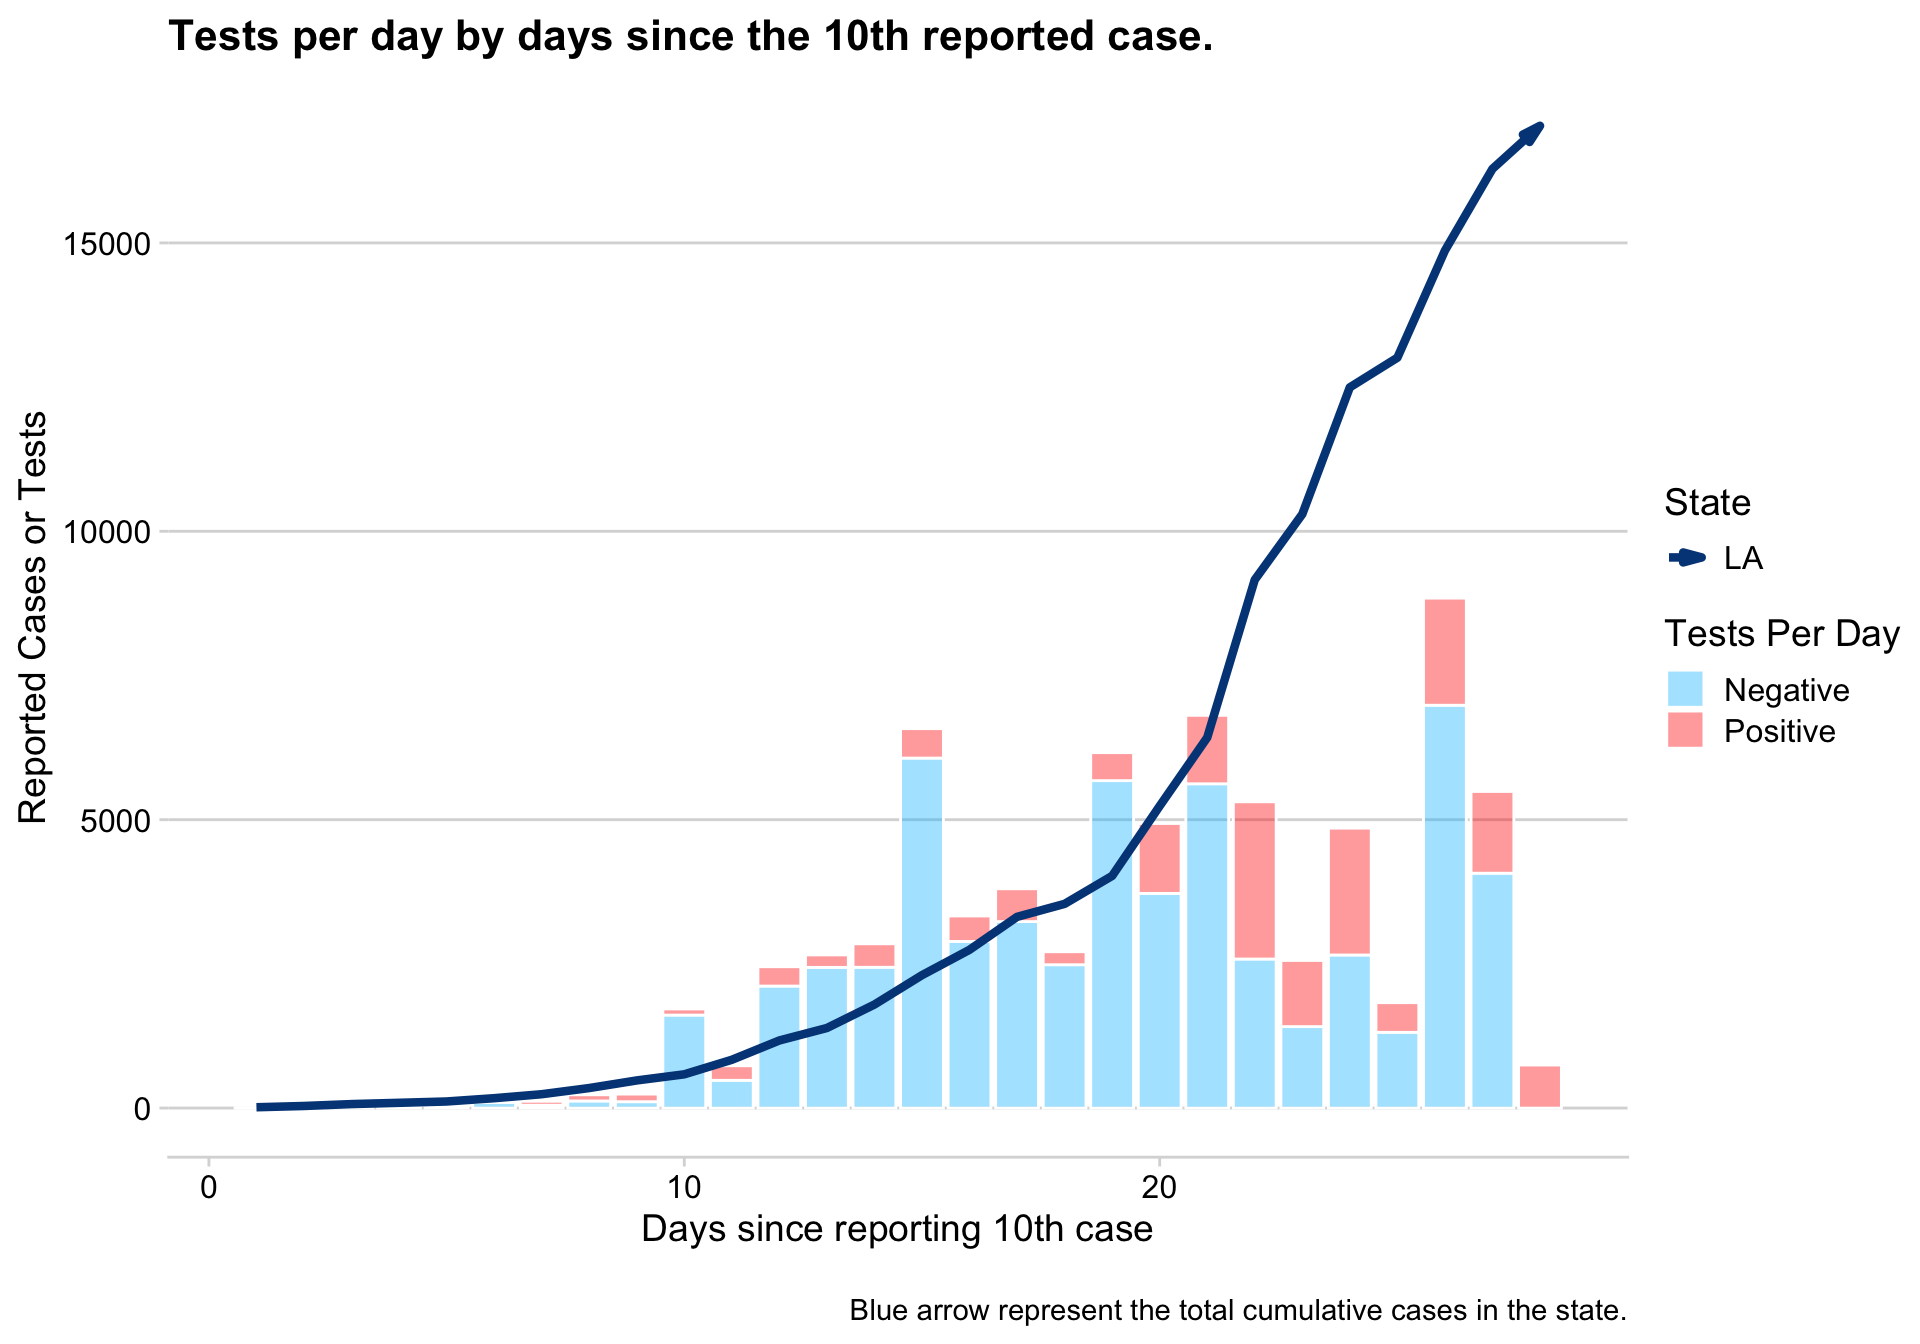 Tests per day by days since the 10th reported case.
Reported Cases or Tests
15000
10000
5000
0
0
10
20
Days since reporting 10th case
State
LA
Tests Per Day
Negative
Positive
Blue arrow represent the total cumulative cases in the state.